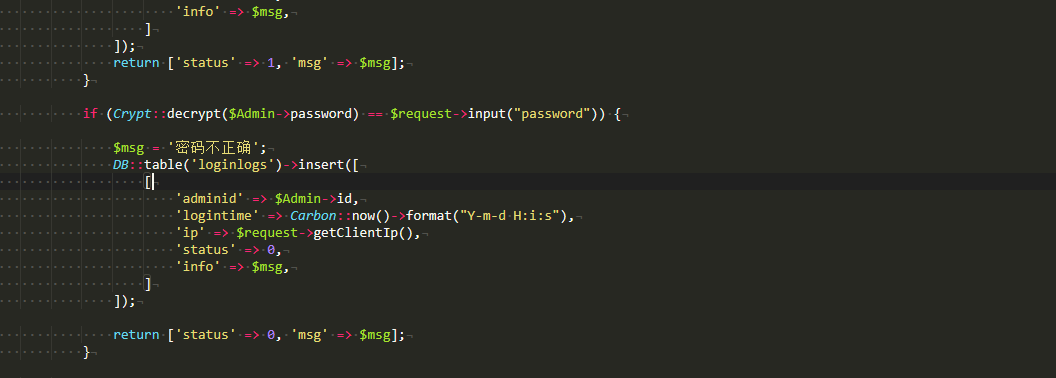 'info' => $msg,
]
]);
return ['status' => 1, 'msg' => $msg];
}
if (Crypt::decrypt($Admin->password) == $request->input("password")) {
$msg = '密码不正确';
DB::table('loginlogs')->insert([
[
'adminid' => $Admin->id,
'logintime' => Carbon::now()->format("Y-m-d H:i:s"),
'ip' => $request->getClientIp(),
'status' => 0,
'info' => $msg,
]
]);
return ['status' => 0, 'msg' => $msg];
}